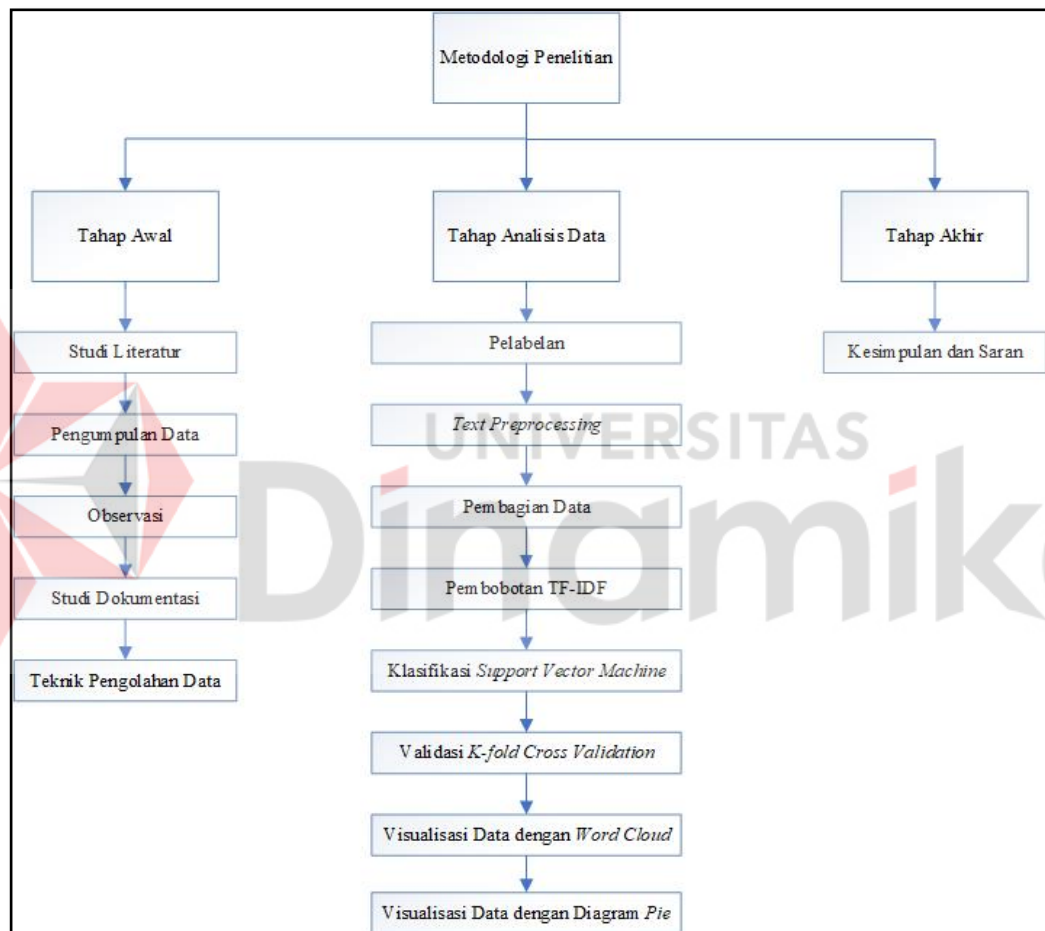 Metodologi Penelitian
Tahap Awal
Studi Literatur
Pengumpulan Data
Observasi
Studi Dokumentasi
Teknik Pengolahan Data
Tahap Analisis Data
Pelabelan
Text Preprocessing
Pembagian Data
Pembobotan TF-IDF
Klasifikasi Support Vector Machine
Validasi K-fold Cross Validation
Visualisasi Data dengan Word Cloud
Visualisasi Data dengan Diagram Pie
Tahap Akhir
Kesimpulan dan Saran
UNIVERSITAS
Dinamika